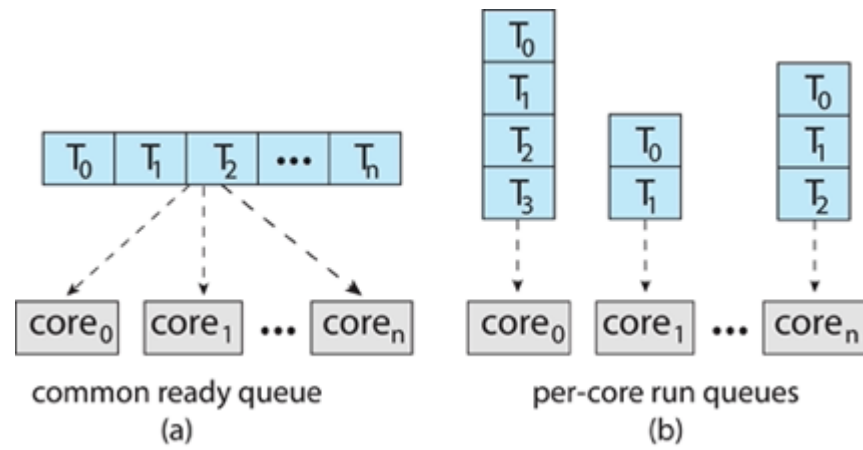 T₀ T₁ T₂ ••• Tₙ
core₀ core₁ ••• coreₙ
common ready queue
(a)
T₀
T₁
T₂
T₃
T₀
T₁
T₀
T₁
T₂
core₀ core₁ ••• coreₙ
per-core run queues
(b)